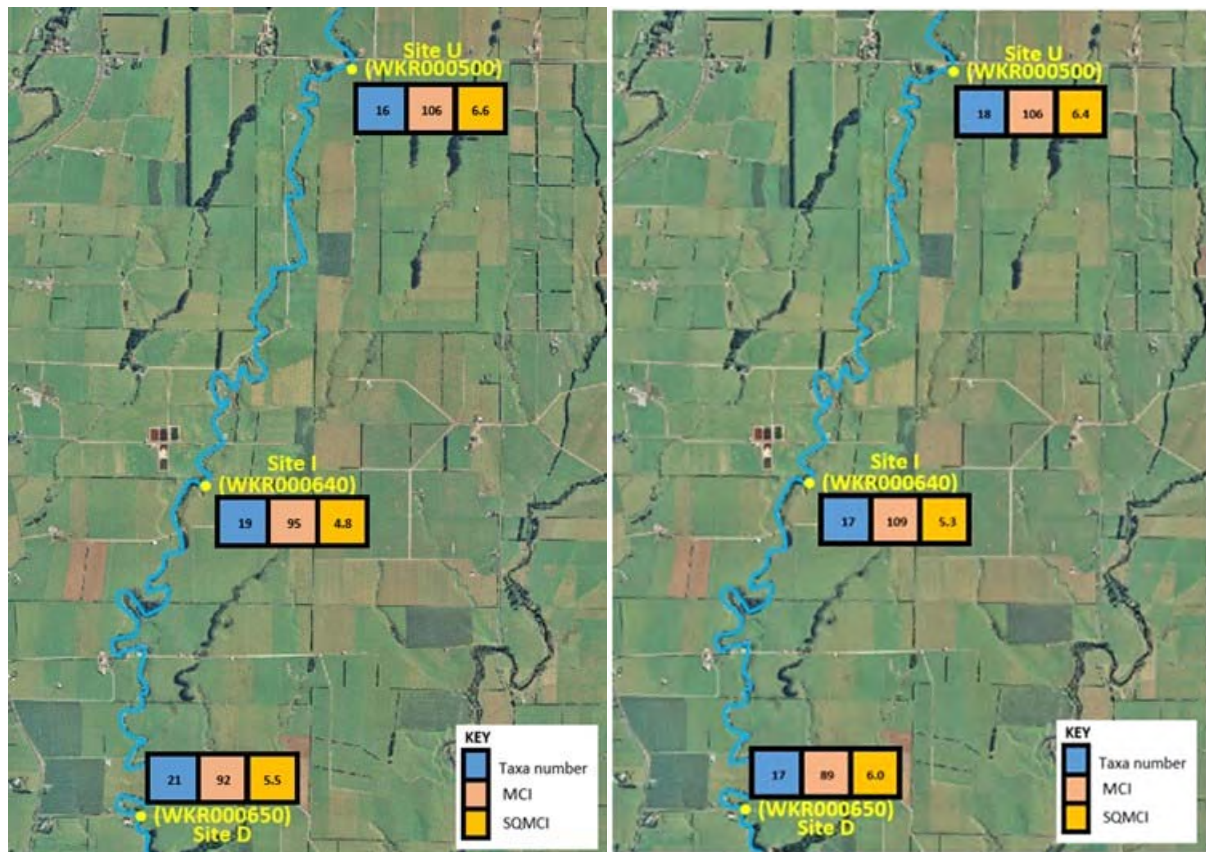 Site U
(WKR000500)
16 106 6.6
Site I
(WKR000640)
19 95 4.8
21 92 5.5
(WKR000650)
Site D
KEY
Taxa number
MCI
SQMCI
Site U
(WKR000500)
18 106 6.4
Site I
(WKR000640)
17 109 5.3
17 89 6.0
(WKR000650)
Site D
KEY
Taxa number
MCI
SQMCI